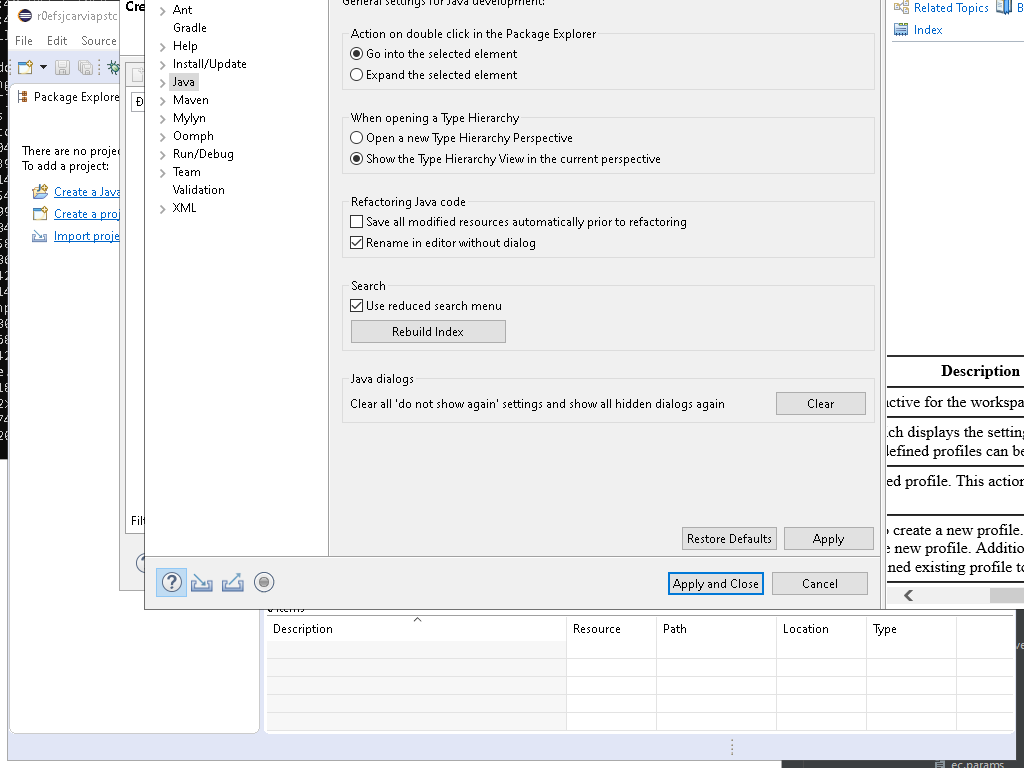 r0efsjcarviapstc
File Edit Source
Package Explore
There are no projec
To add a project:
Create a Java
Create a proj
Import proje
Cre
Filt
Ant
Gradle
Help
Install/Update
Java
Maven
Mylyn
Oomph
Run/Debug
Team
Validation
XML
General settings for Java development:
Action on double click in the Package Explorer
Go into the selected element
Expand the selected element
When opening a Type Hierarchy
Open a new Type Hierarchy Perspective
Show the Type Hierarchy View in the current perspective
Refactoring Java code
Save all modified resources automatically prior to refactoring
Rename in editor without dialog
Search
Use reduced search menu
Rebuild Index
Java dialogs
Clear all 'do not show again' settings and show all hidden dialogs again
Clear
Restore Defaults Apply
Apply and Close Cancel
Related Topics B
Index
Description
active for the workspa
ich displays the setting
defined profiles can be
ed profile. This action
o create a new profile.
e new profile. Additio
ined existing profile to
items
Description Resource Path Location Type
ec.params